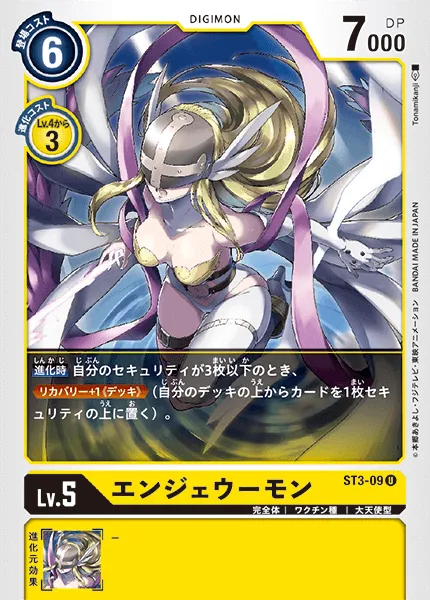 登場コスト
6
DIGIMON
7000
DP
進化コスト
Lv.4から
3
Tonamikanji
BANDAI MADE IN JAPAN
©本郷あきよし・フジテレビ・東映アニメーション
進化時 自分のセキュリティが3枚以下のとき、
リカバリー+1《デッキ》(自分のデッキの上からカードを1枚セキ
ュリティの上に置く)。
ST3-09 U
Lv.5
エンジェウーモン
完全体 | ワクチン種 | 大天使型
進化元効果
ー